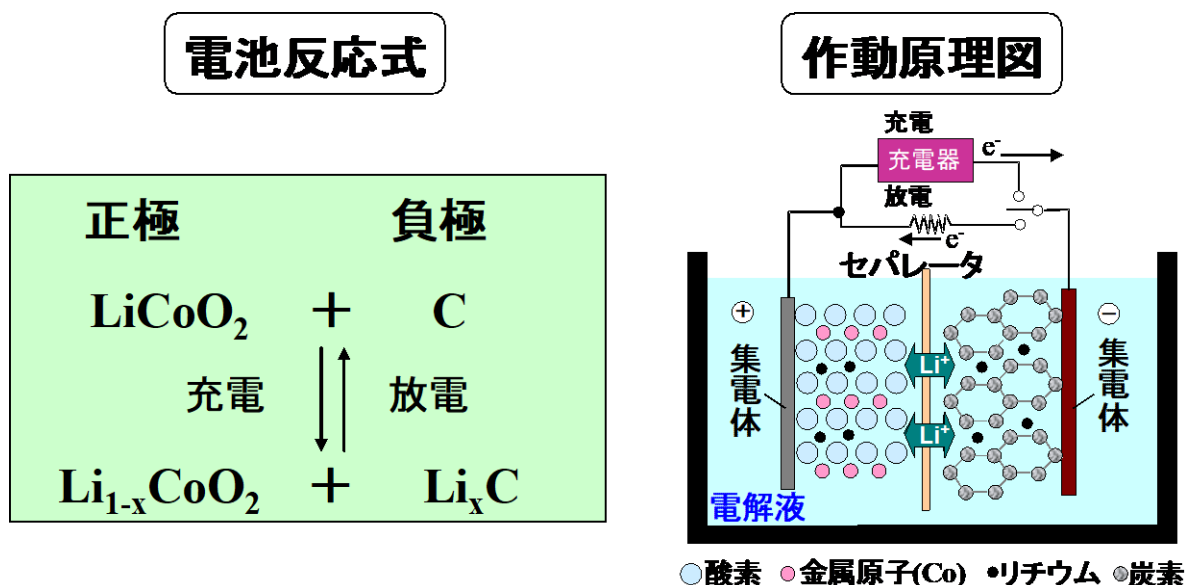 電池反応式
正極 負極
LiCoO₂ + C
充電 放電
Li₁₋ₓCoO₂ + LiₓC
作動原理図
充電
充電器 e⁻
放電
e⁻
セパレータ
+ −
集電体 集電体
Li⁺
Li⁺
電解液
酸素 金属原子(Co) リチウム 炭素